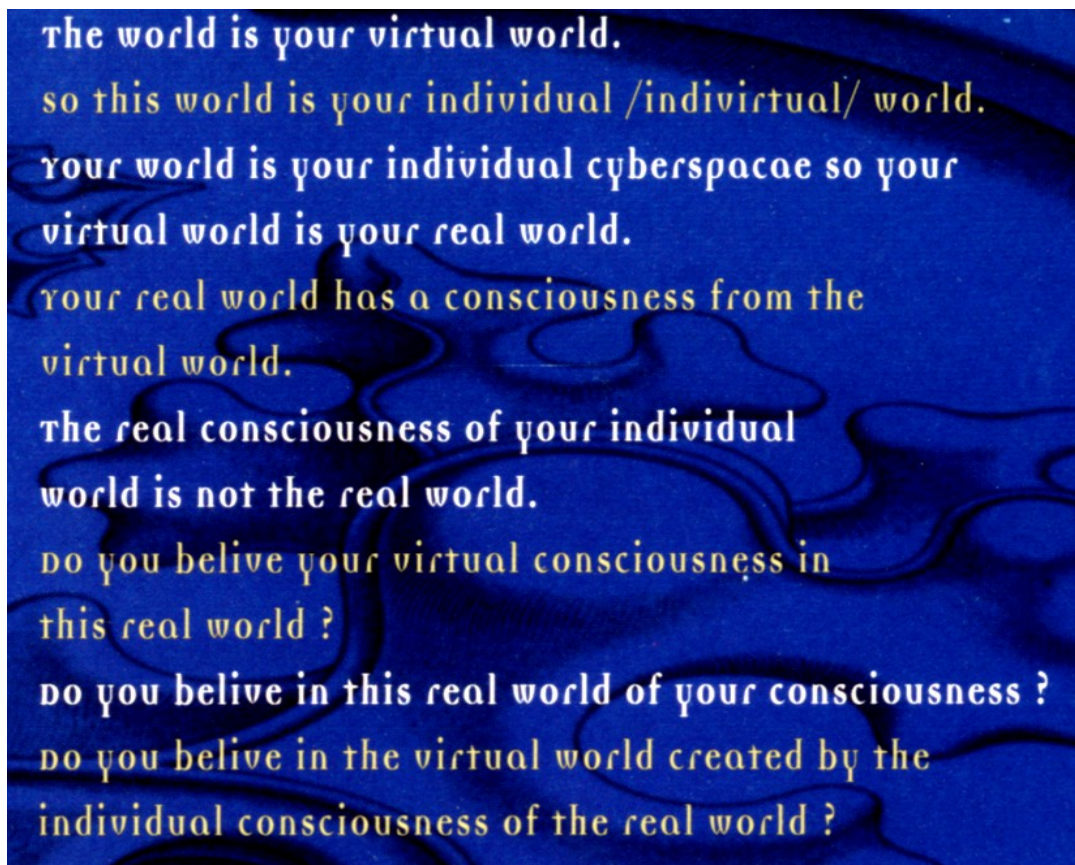 The world is your virtual world.
so this world is your individual /indivirtual/ world.
Your world is your individual cyberspacae so your
virtual world is your real world.
Your real world has a consciousness from the
virtual world.
The real consciousness of your individual
world is not the real world.
Do you belive your virtual consciousness in
this real world ?
Do you belive in this real world of your consciousness ?
Do you belive in the virtual world created by the
individual consciousness of the real world ?